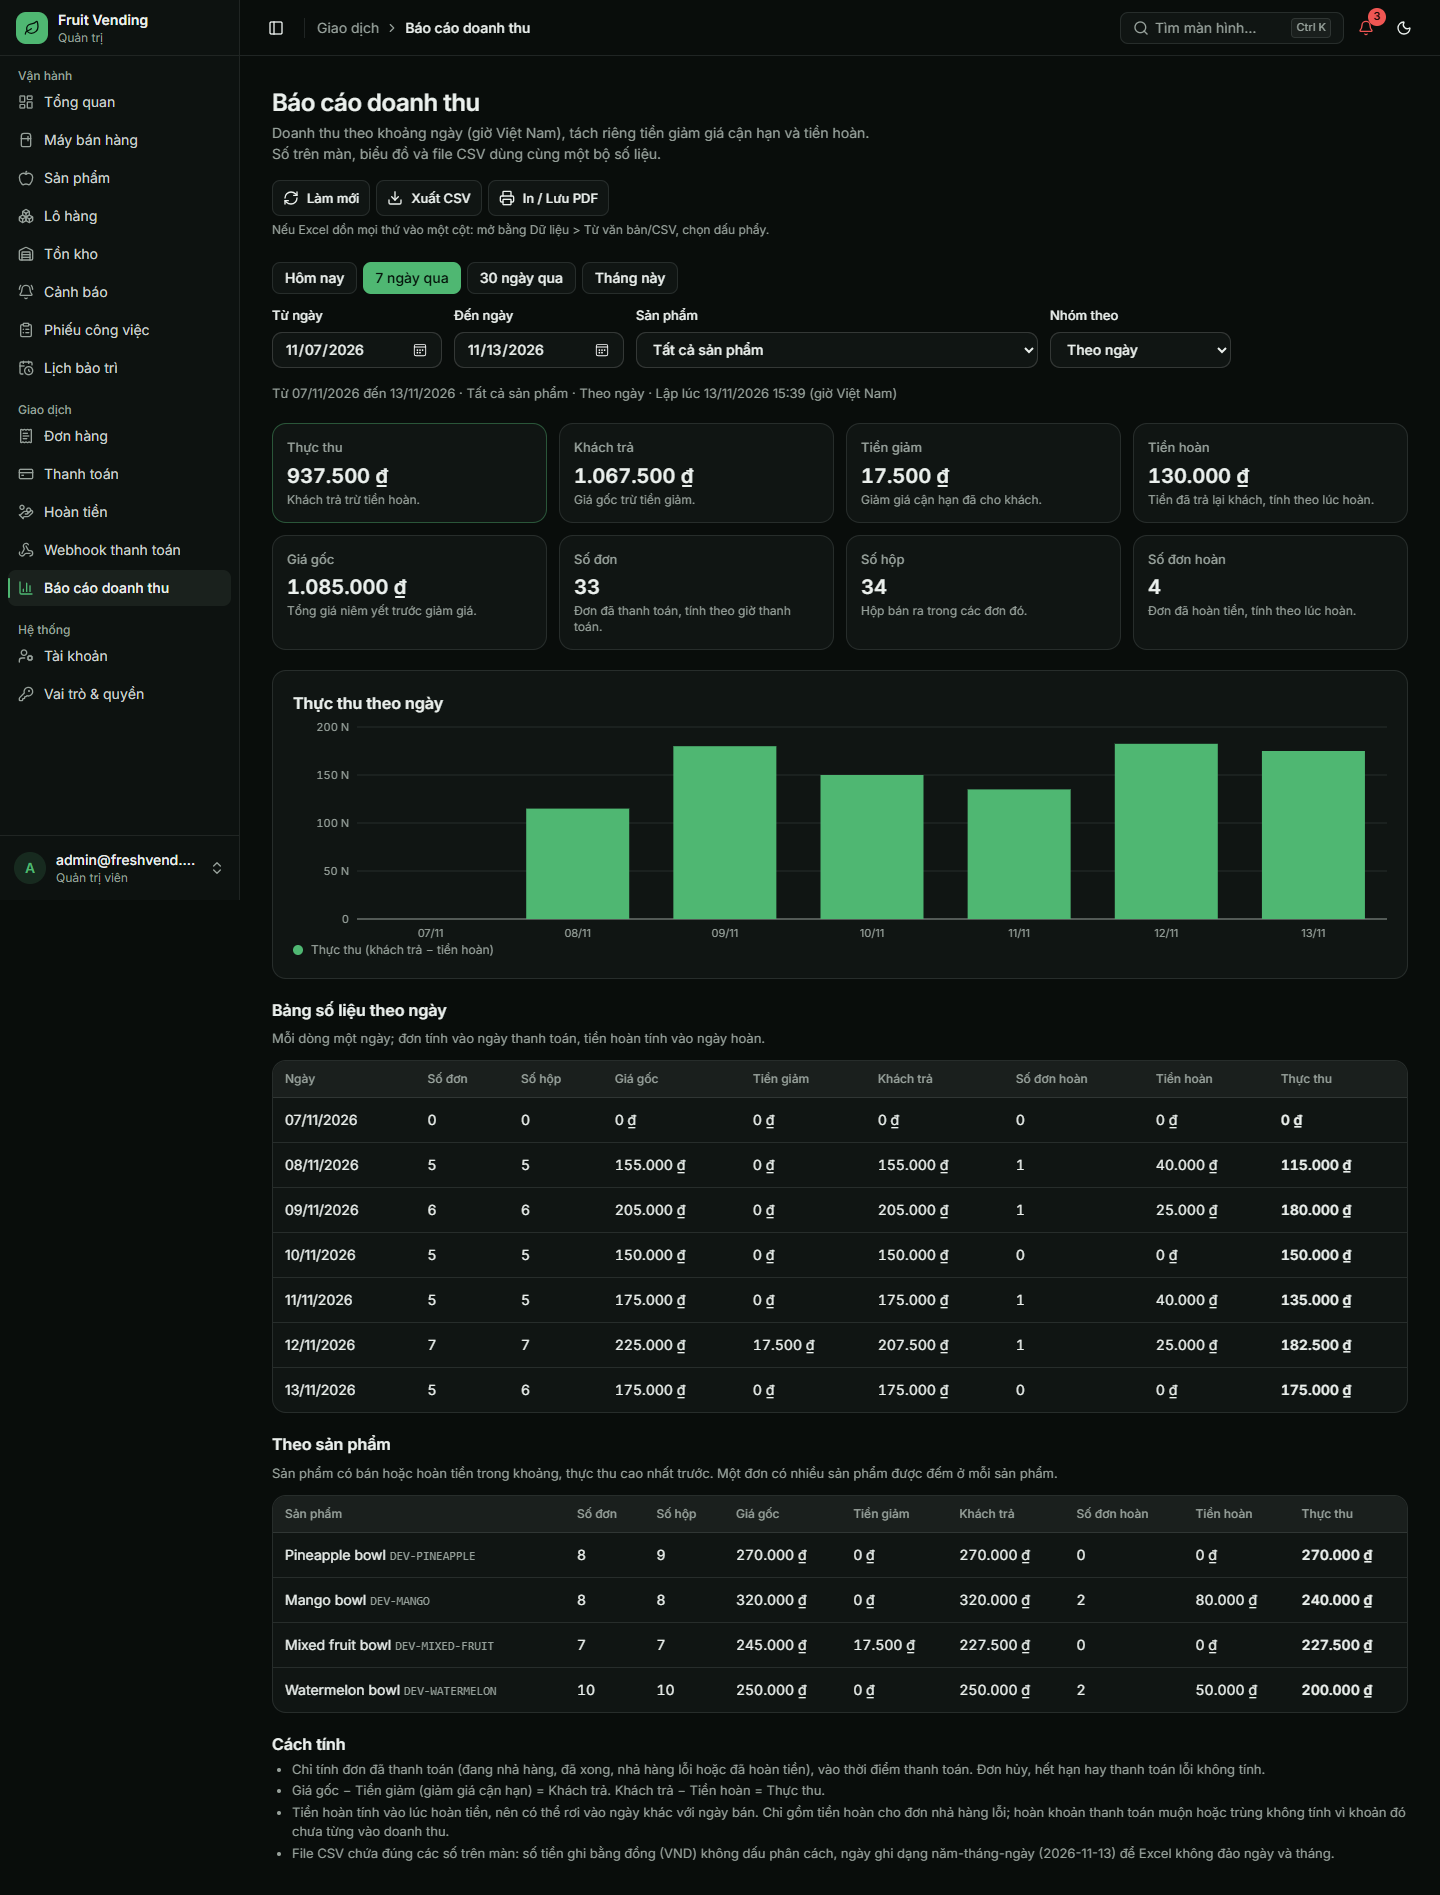 Fruit Vending
Quản trị
Vận hành
Tổng quan
Máy bán hàng
Sản phẩm
Lô hàng
Tồn kho
Cảnh báo
Phiếu công việc
Lịch bảo trì
Giao dịch
Đơn hàng
Thanh toán
Hoàn tiền
Webhook thanh toán
Báo cáo doanh thu
Hệ thống
Tài khoản
Vai trò & quyền
A
admin@freshvend....
Quản trị viên
Giao dịch > Báo cáo doanh thu
Tìm màn hình... Ctrl K
3
Báo cáo doanh thu
Doanh thu theo khoảng ngày (giờ Việt Nam), tách riêng tiền giảm giá cận hạn và tiền hoàn.
Số trên màn, biểu đồ và file CSV dùng cùng một bộ số liệu.
Làm mới Xuất CSV In / Lưu PDF
Nếu Excel dồn mọi thứ vào một cột: mở bằng Dữ liệu > Từ văn bản/CSV, chọn dấu phẩy.
Hôm nay 7 ngày qua 30 ngày qua Tháng này
Từ ngày Đến ngày Sản phẩm Nhóm theo
11/07/2026 11/13/2026 Tất cả sản phẩm Theo ngày
Từ 07/11/2026 đến 13/11/2026 · Tất cả sản phẩm · Theo ngày · Lập lúc 13/11/2026 15:39 (giờ Việt Nam)
Thực thu
937.500 ₫
Khách trả trừ tiền hoàn.
Khách trả
1.067.500 ₫
Giá gốc trừ tiền giảm.
Tiền giảm
17.500 ₫
Giảm giá cận hạn đã cho khách.
Tiền hoàn
130.000 ₫
Tiền đã trả lại khách, tính theo lúc hoàn.
Giá gốc
1.085.000 ₫
Tổng giá niêm yết trước giảm giá.
Số đơn
33
Đơn đã thanh toán, tính theo giờ thanh
toán.
Số hộp
34
Hộp bán ra trong các đơn đó.
Số đơn hoàn
4
Đơn đã hoàn tiền, tính theo lúc hoàn.
Thực thu theo ngày
200 N
150 N
100 N
50 N
0
07/11 08/11 09/11 10/11 11/11 12/11 13/11
Thực thu (khách trả − tiền hoàn)
Bảng số liệu theo ngày
Mỗi dòng một ngày; đơn tính vào ngày thanh toán, tiền hoàn tính vào ngày hoàn.
Ngày Số đơn Số hộp Giá gốc Tiền giảm Khách trả Số đơn hoàn Tiền hoàn Thực thu
07/11/2026 0 0 0 ₫ 0 ₫ 0 ₫ 0 0 ₫ 0 ₫
08/11/2026 5 5 155.000 ₫ 0 ₫ 155.000 ₫ 1 40.000 ₫ 115.000 ₫
09/11/2026 6 6 205.000 ₫ 0 ₫ 205.000 ₫ 1 25.000 ₫ 180.000 ₫
10/11/2026 5 5 150.000 ₫ 0 ₫ 150.000 ₫ 0 0 ₫ 150.000 ₫
11/11/2026 5 5 175.000 ₫ 0 ₫ 175.000 ₫ 1 40.000 ₫ 135.000 ₫
12/11/2026 7 7 225.000 ₫ 17.500 ₫ 207.500 ₫ 1 25.000 ₫ 182.500 ₫
13/11/2026 5 6 175.000 ₫ 0 ₫ 175.000 ₫ 0 0 ₫ 175.000 ₫
Theo sản phẩm
Sản phẩm có bán hoặc hoàn tiền trong khoảng, thực thu cao nhất trước. Một đơn có nhiều sản phẩm được đếm ở mỗi sản phẩm.
Sản phẩm Số đơn Số hộp Giá gốc Tiền giảm Khách trả Số đơn hoàn Tiền hoàn Thực thu
Pineapple bowl DEV-PINEAPPLE 8 9 270.000 ₫ 0 ₫ 270.000 ₫ 0 0 ₫ 270.000 ₫
Mango bowl DEV-MANGO 8 8 320.000 ₫ 0 ₫ 320.000 ₫ 2 80.000 ₫ 240.000 ₫
Mixed fruit bowl DEV-MIXED-FRUIT 7 7 245.000 ₫ 17.500 ₫ 227.500 ₫ 0 0 ₫ 227.500 ₫
Watermelon bowl DEV-WATERMELON 10 10 250.000 ₫ 0 ₫ 250.000 ₫ 2 50.000 ₫ 200.000 ₫
Cách tính
• Chỉ tính đơn đã thanh toán (đang nhả hàng, đã xong, nhả hàng lỗi hoặc đã hoàn tiền), vào thời điểm thanh toán. Đơn hủy, hết hạn hay thanh toán lỗi không tính.
• Giá gốc − Tiền giảm (giảm giá cận hạn) = Khách trả. Khách trả − Tiền hoàn = Thực thu.
• Tiền hoàn tính vào lúc hoàn tiền, nên có thể rơi vào ngày khác với ngày bán. Chỉ gồm tiền hoàn cho đơn nhả hàng lỗi; hoàn khoản thanh toán muộn hoặc trùng không tính vì khoản đó
chưa từng vào doanh thu.
• File CSV chứa đúng các số trên màn: số tiền ghi bằng đồng (VND) không dấu phân cách, ngày ghi dạng năm-tháng-ngày (2026-11-13) để Excel không đảo ngày và tháng.